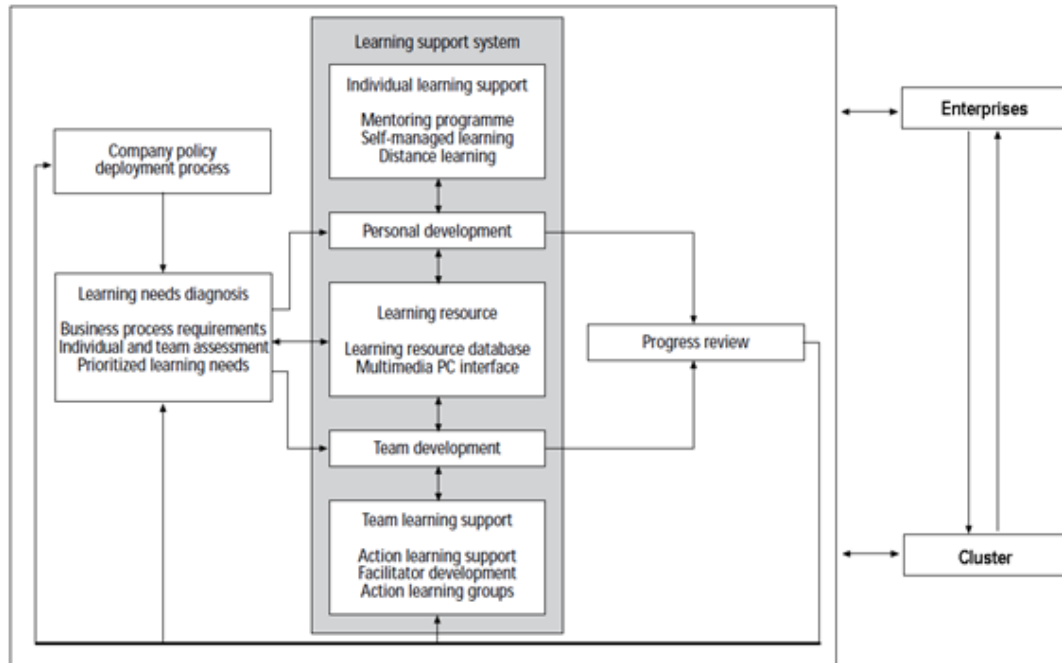 Learning support system
Individual learning support
Mentoring programme
Self-managed learning
Distance learning
Company policy
deployment process
Personal development
Learning needs diagnosis
Business process requirements
Individual and team assessment
Prioritized learning needs
Learning resource
Learning resource database
Multimedia PC interface
Progress review
Team development
Team learning support
Action learning support
Facilitator development
Action learning groups
Enterprises
Cluster